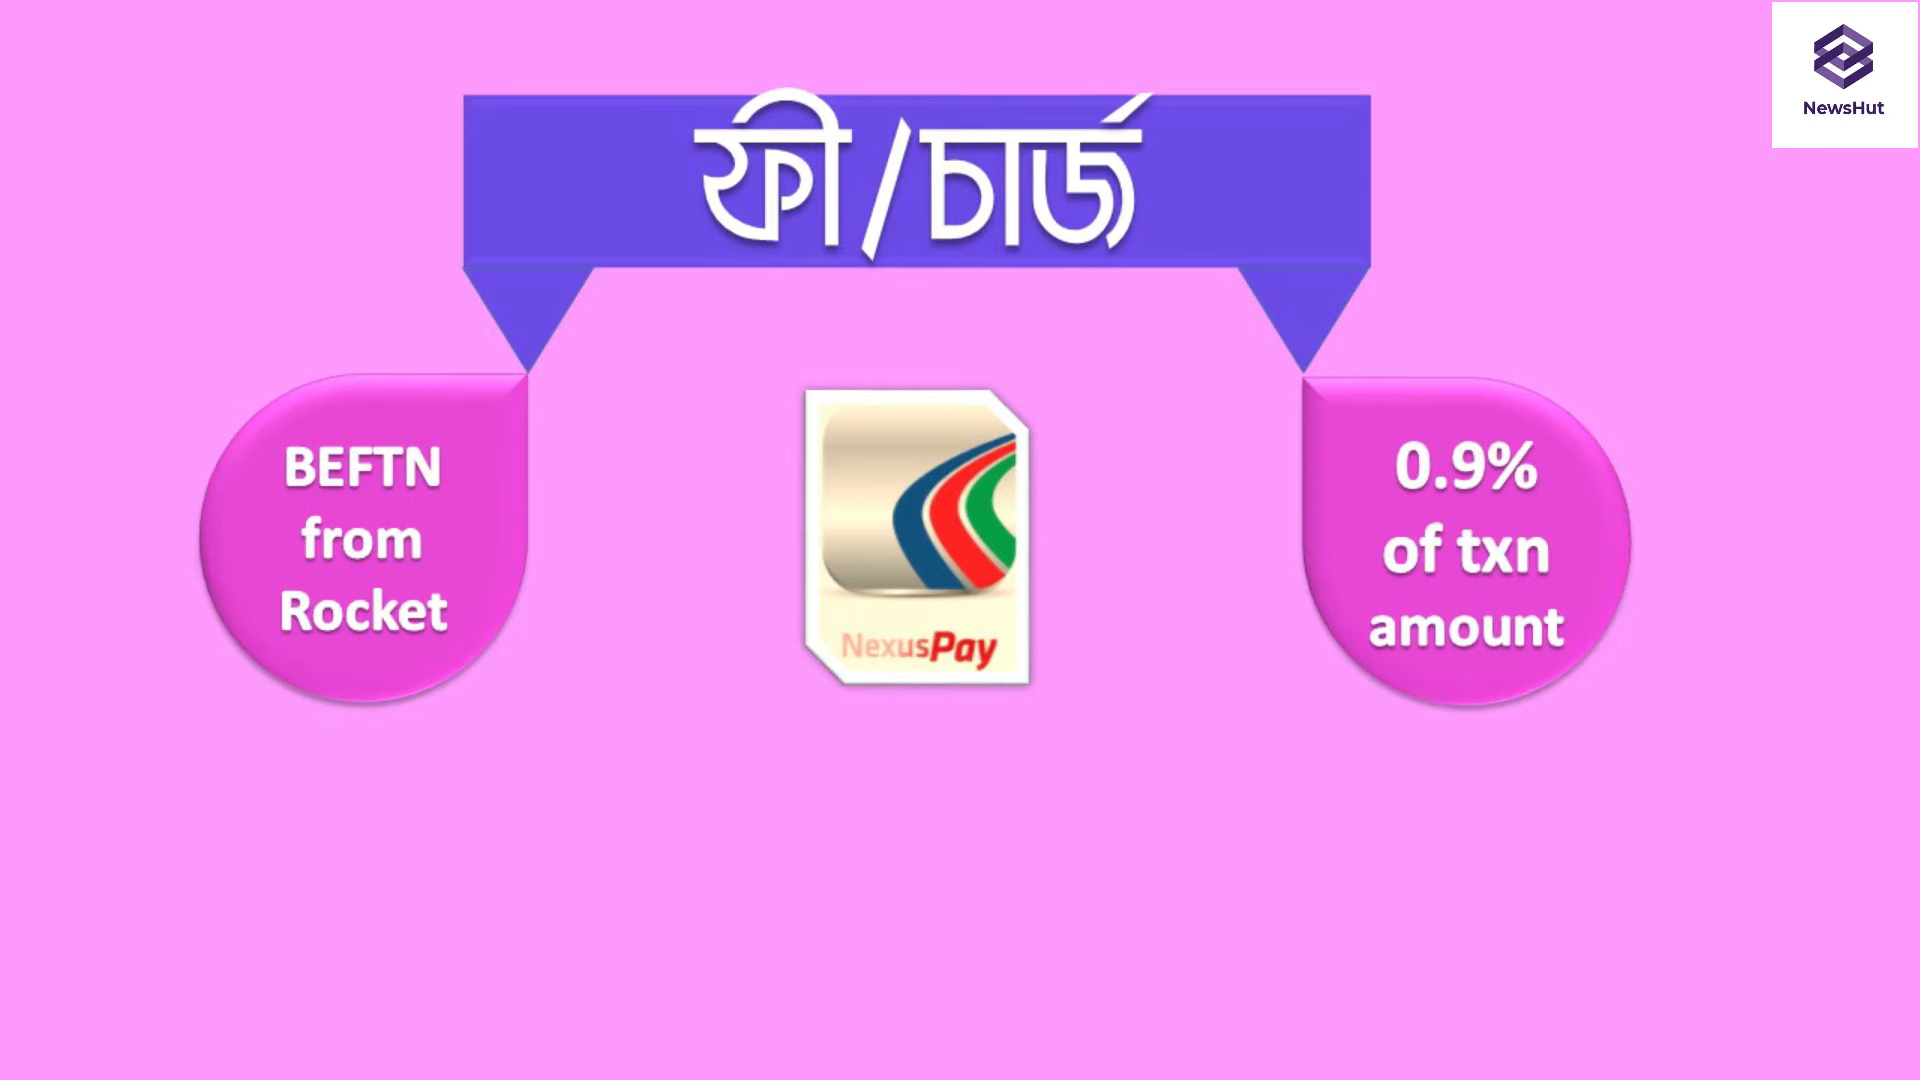 NewsHut
ফী/চার্জ
BEFTN
from
Rocket
NexusPay
0.9%
of txn
amount